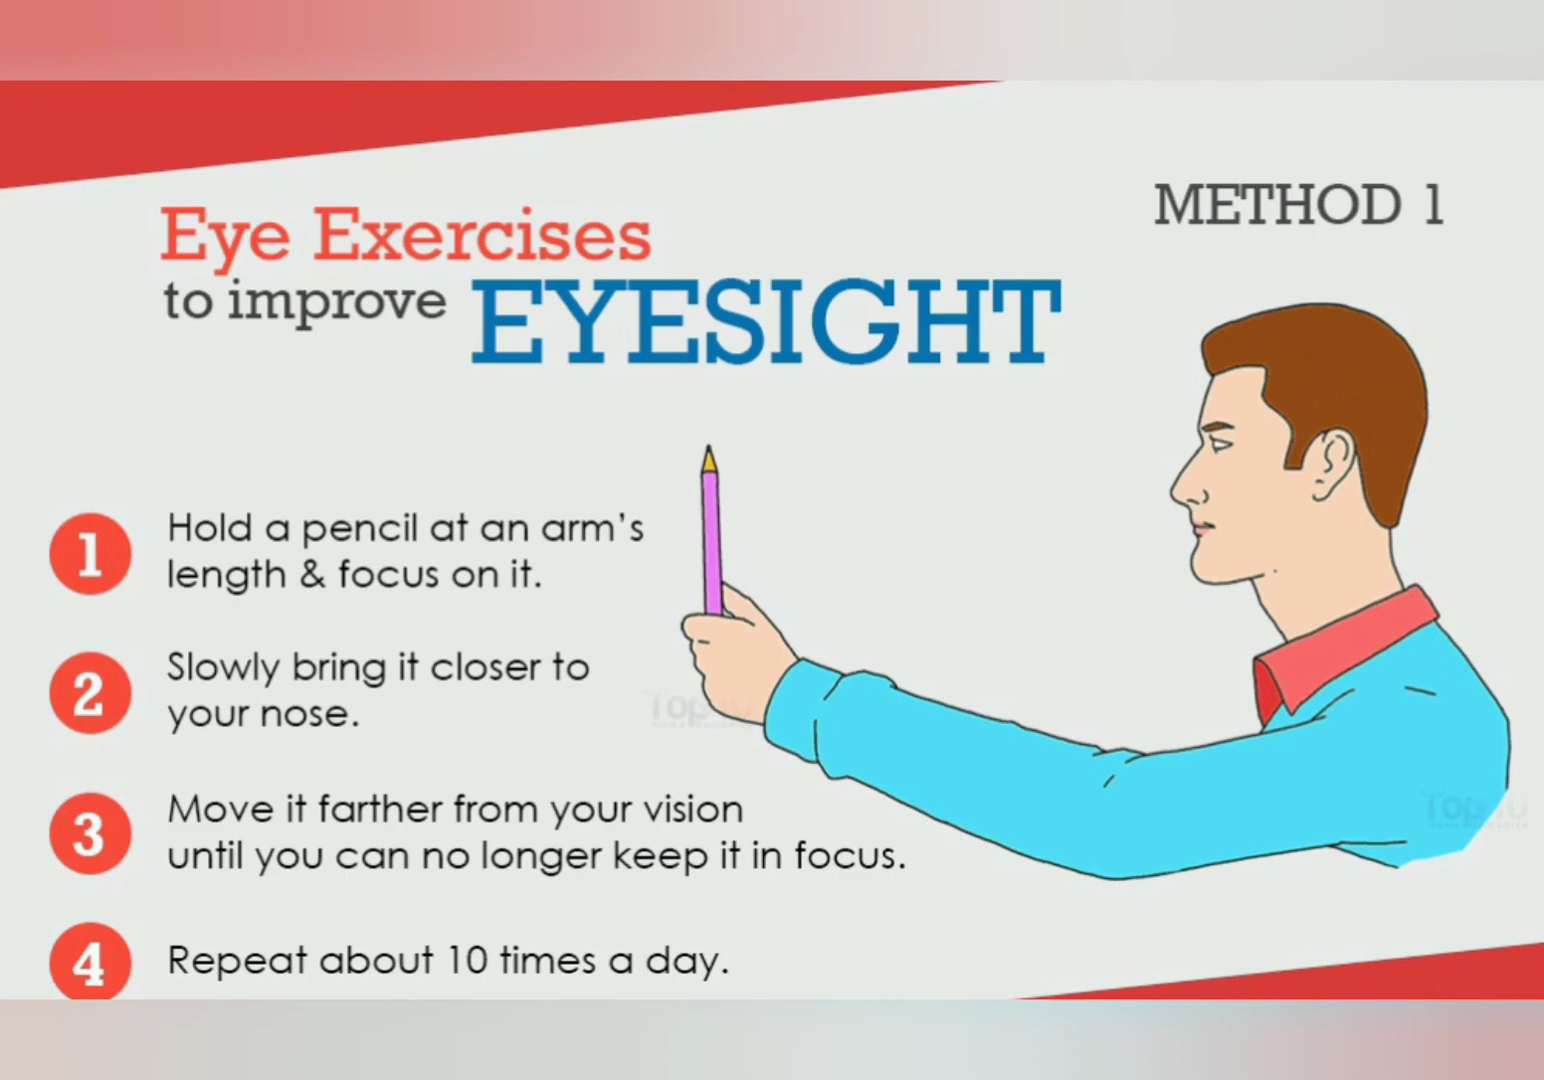 METHOD 1
Eye Exercises
to improve EYESIGHT
1 Hold a pencil at an arm's
length & focus on it.
2 Slowly bring it closer to
your nose.
3 Move it farther from your vision
until you can no longer keep it in focus.
4 Repeat about 10 times a day.